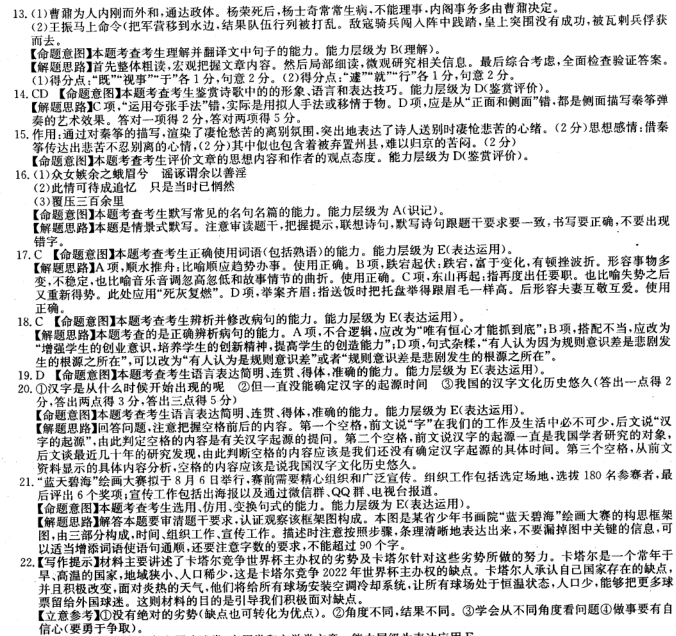 13. (1)曹鼐为人内刚而外和,通达政体。杨荣死后,杨士奇常常生病,不能理事,内阁事务多由曹鼐决定。
(2)王振马上命令(把军营移到水边,结果队伍行列被打乱。敌寇骑兵闯入阵中践踏,皇上突围没有成功,被瓦剌兵俘获
而去。
【命题意图】本题考查考生理解并翻译文中句子的能力。能力层级为B(理解)。
【解题思路】首先整体粗读,宏观把握文章内容。然后局部细读,微观研究相关信息。最后综合考虑,全面检查验证答案。
(1)得分点:“既”“视事”“于”各1分,句意2分。(2)得分点:“遽”“就”“行”各1分,句意2分。
14. CD 【命题意图】本题考查考生鉴赏诗歌中的的形象、语言和表达技巧。能力层级为D(鉴赏评价)。
【解题思路】C项,“运用夸张手法”错,实际是用拟人手法或移情于物。D项,应是从“正面和侧面”错,都是侧面描写秦筝弹
奏的艺术效果。答对一项得2分,答对两项得5分。
15. 作用:通过对秦筝的描写,渲染了凄怆愁苦的离别氛围,突出地表达了诗人送别时凄怆悲苦的心绪。(2分)思想感情:借秦
筝传达出悲苦不忍别离的心情,(2分)其中似也包含着被弃置州县,难以归京的苦闷。(2分)
【命题意图】本题考查考生评价文章的思想内容和作者的观点态度。能力层级为D(鉴赏评价)。
16. (1)众女嫉余之蛾眉兮 谣诼谓余以善淫
(2)此情可待成追忆 只是当时已惘然
(3)覆压三百余里
【命题意图】本题考查考生默写常见的名句名篇的能力。能力层级为A(识记)。
【解题思路】本题是情景式默写。注意审读题干,把握提示,联想诗句,默写诗句跟题干要求要一致,书写要正确,不要出现
错字。
17. C 【命题意图】本题考查考生正确使用词语(包括熟语)的能力。能力层级为E(表达运用)。
【解题思路】A项,顺水推舟:比喻顺应趋势办事。使用正确。B项,跌宕起伏:跌宕,富于变化,有顿挫波折。形容事物多
变,不稳定,也比喻音乐音调忽高忽低和故事情节的曲折。使用正确。C项,东山再起:指再度出任要职。也比喻失势之后
又重新得势。此处应用“死灰复燃”。D项,举案齐眉:指送饭时把托盘举得跟眉毛一样高。后形容夫妻互敬互爱。使用
正确。
18. C 【命题意图】本题考查考生辨析并修改病句的能力。能力层级为E(表达运用)。
【解题思路】本题考查的是正确辨析病句的能力。A项,不合逻辑,应改为“唯有恒心才能抓到底”;B项,搭配不当,应改为
“增强学生的创业意识,培养学生的创新精神,提高学生的创造能力”;D项,句式杂糅,“有人认为因为规则意识差是悲剧发
生的根源之所在”,可以改为“有人认为是规则意识差”或者“规则意识差是悲剧发生的根源之所在”。
19. D 【命题意图】本题考查考生语言表达简明、连贯、得体,准确的能力。能力层级为E(表达运用)。
20. ①汉字是从什么时候开始出现的呢 ②但一直没能确定汉字的起源时间 ③我国的汉字文化历史悠久(答出一点得2
分,答出两点得3分,答出三点得5分)
【命题意图】本题考查考生语言表达简明、连贯、得体,准确的能力。能力层级为E(表达运用)。
【解题思路】回答问题,注意把握空格前后的内容。第一个空格,前文说“字”在我们的工作及生活中必不可少,后文说“汉
字的起源”,由此判定空格的内容是有关汉字起源的提问。第二个空格,前文说汉字的起源一直是我国学者研究的对象,
后文谈最近几十年的研究发现,由此判断空格的内容应该是我们还没有确定汉字起源的具体时间。第三个空格,从前文
资料显示的具体内容分析,空格的内容应该是说我国汉字文化历史悠久。
21. “蓝天碧海”绘画大赛拟于8月6日举行,赛前需要精心组织和广泛宣传。组织工作包括选定场地,选拔180名参赛者,最
后评出6个奖项;宣传工作包括出海报以及通过微信群、QQ群、电视台报道。
【命题意图】本题考查考生选用、仿用、变换句式的能力。能力层级为E(表达运用)。
【解题思路】解答本题要审清题干要求,认证观察该框架图构成。本图是某省少年书画院“蓝天碧海”绘画大赛的构思框架
图,由三部分构成,时间、组织工作、宣传工作。描述时注意按照步骤,条理清晰地表达出来,不要漏掉图中关键的信息,可
以适当增添词语使语句通顺,还要注意字数的要求,不能超过90个字。
22.【写作提示】材料主要讲述了卡塔尔竞争世界杯主办权的劣势及卡塔尔针对这些劣势所做的努力。卡塔尔是一个常年干
旱、高温的国家,地域狭小、人口稀少,这是卡塔尔竞争2022年世界杯主办权的缺点。卡塔尔人承认自己国家存在的缺点,
并且积极改变,面对炎热的天气,他们将给所有球场安装空调冷却系统,让所有球场处于恒温状态,人口少,能够把更多球
票留给外国球迷。这则材料的目的是引导我们积极面对缺点。
【立意参考】①没有绝对的劣势(缺点也可转化为优点)。②角度不同,结果不同。③学会从不同角度看问题④做事要有自
信心(要勇于争取)。